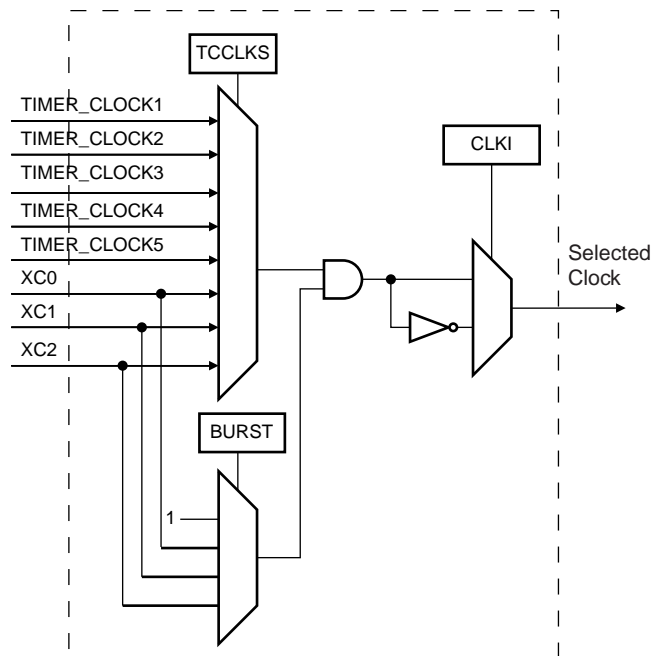 TCCLKS
TIMER_CLOCK1
TIMER_CLOCK2
TIMER_CLOCK3
TIMER_CLOCK4
TIMER_CLOCK5
XC0
XC1
XC2
CLKI
Selected
Clock
BURST
1